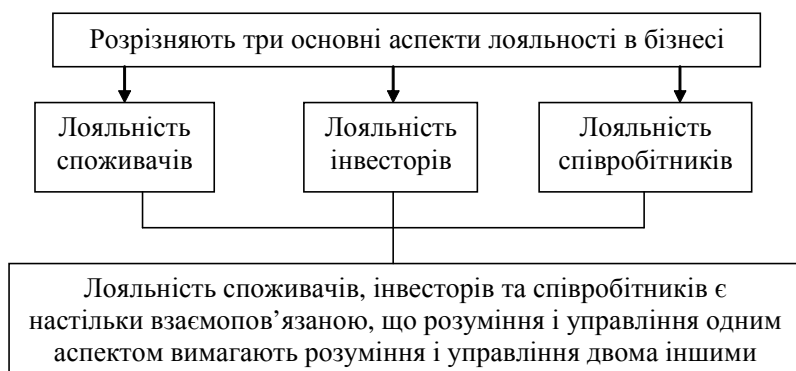 Розрізняють три основні аспекти лояльності в бізнесі
Лояльність
споживачів
Лояльність
інвесторів
Лояльність
співробітників
Лояльність споживачів, інвесторів та співробітників є
настільки взаємопов’язаною, що розуміння і управління одним
аспектом вимагають розуміння і управління двома іншими